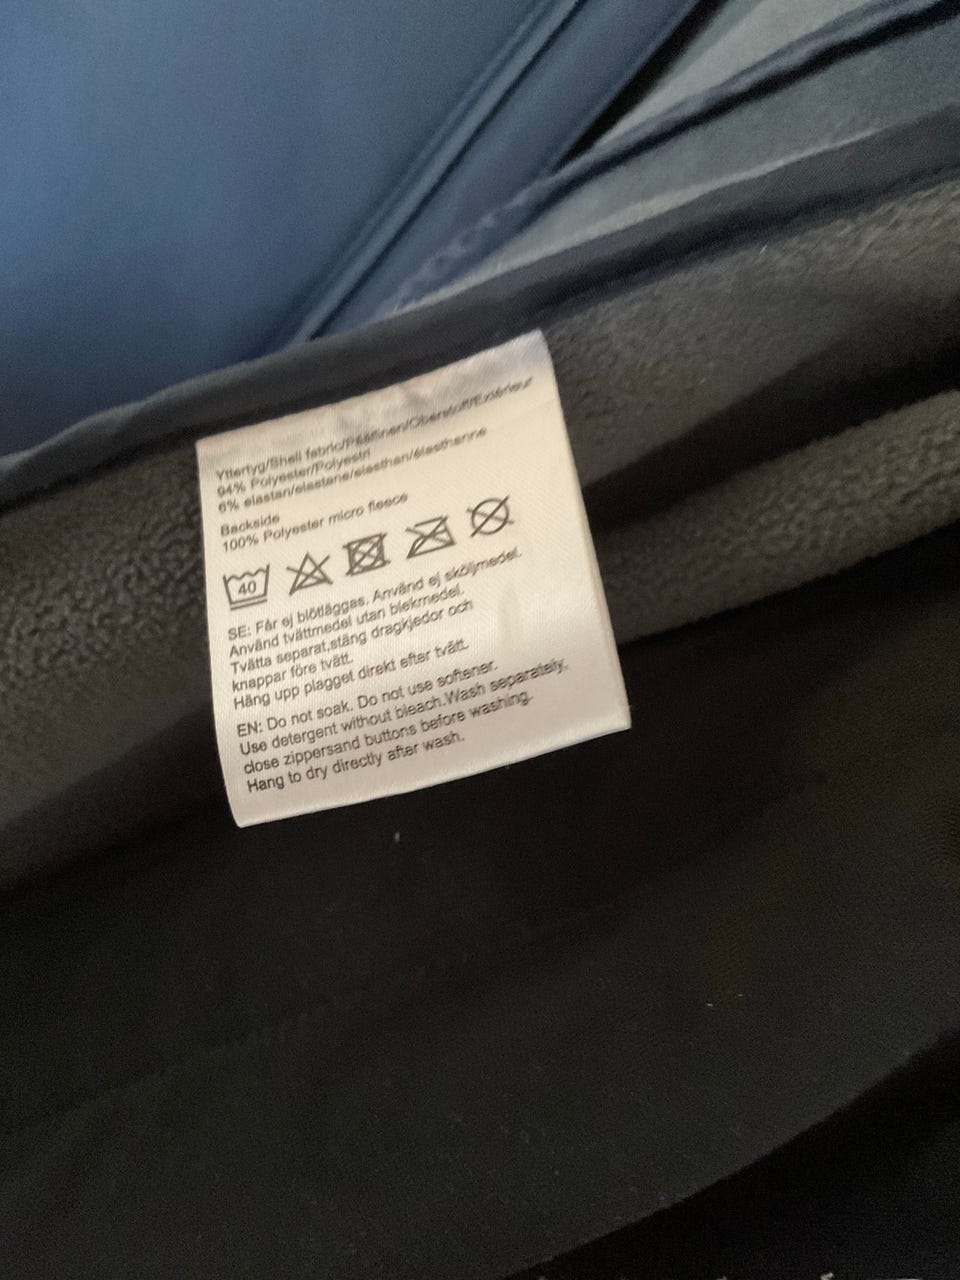 Yttertyg/Shell fabric/Päällinen/Oberstoff/Extérieur
94% Polyester/Polyestri
6% elastan/elastane/elasthan/élasthanne
Backside
100% Polyester micro fleece
40
SE: Får ej blötläggas. Använd ej sköljmedel.
Använd tvättmedel utan blekmedel.
Tvätta separat,stäng dragkjedor och
knappar före tvätt.
Häng upp plagget direkt efter tvätt.
EN: Do not soak. Do not use softener.
Use detergent without bleach.Wash separately,
close zippersand buttons before washing.
Hang to dry directly after wash.